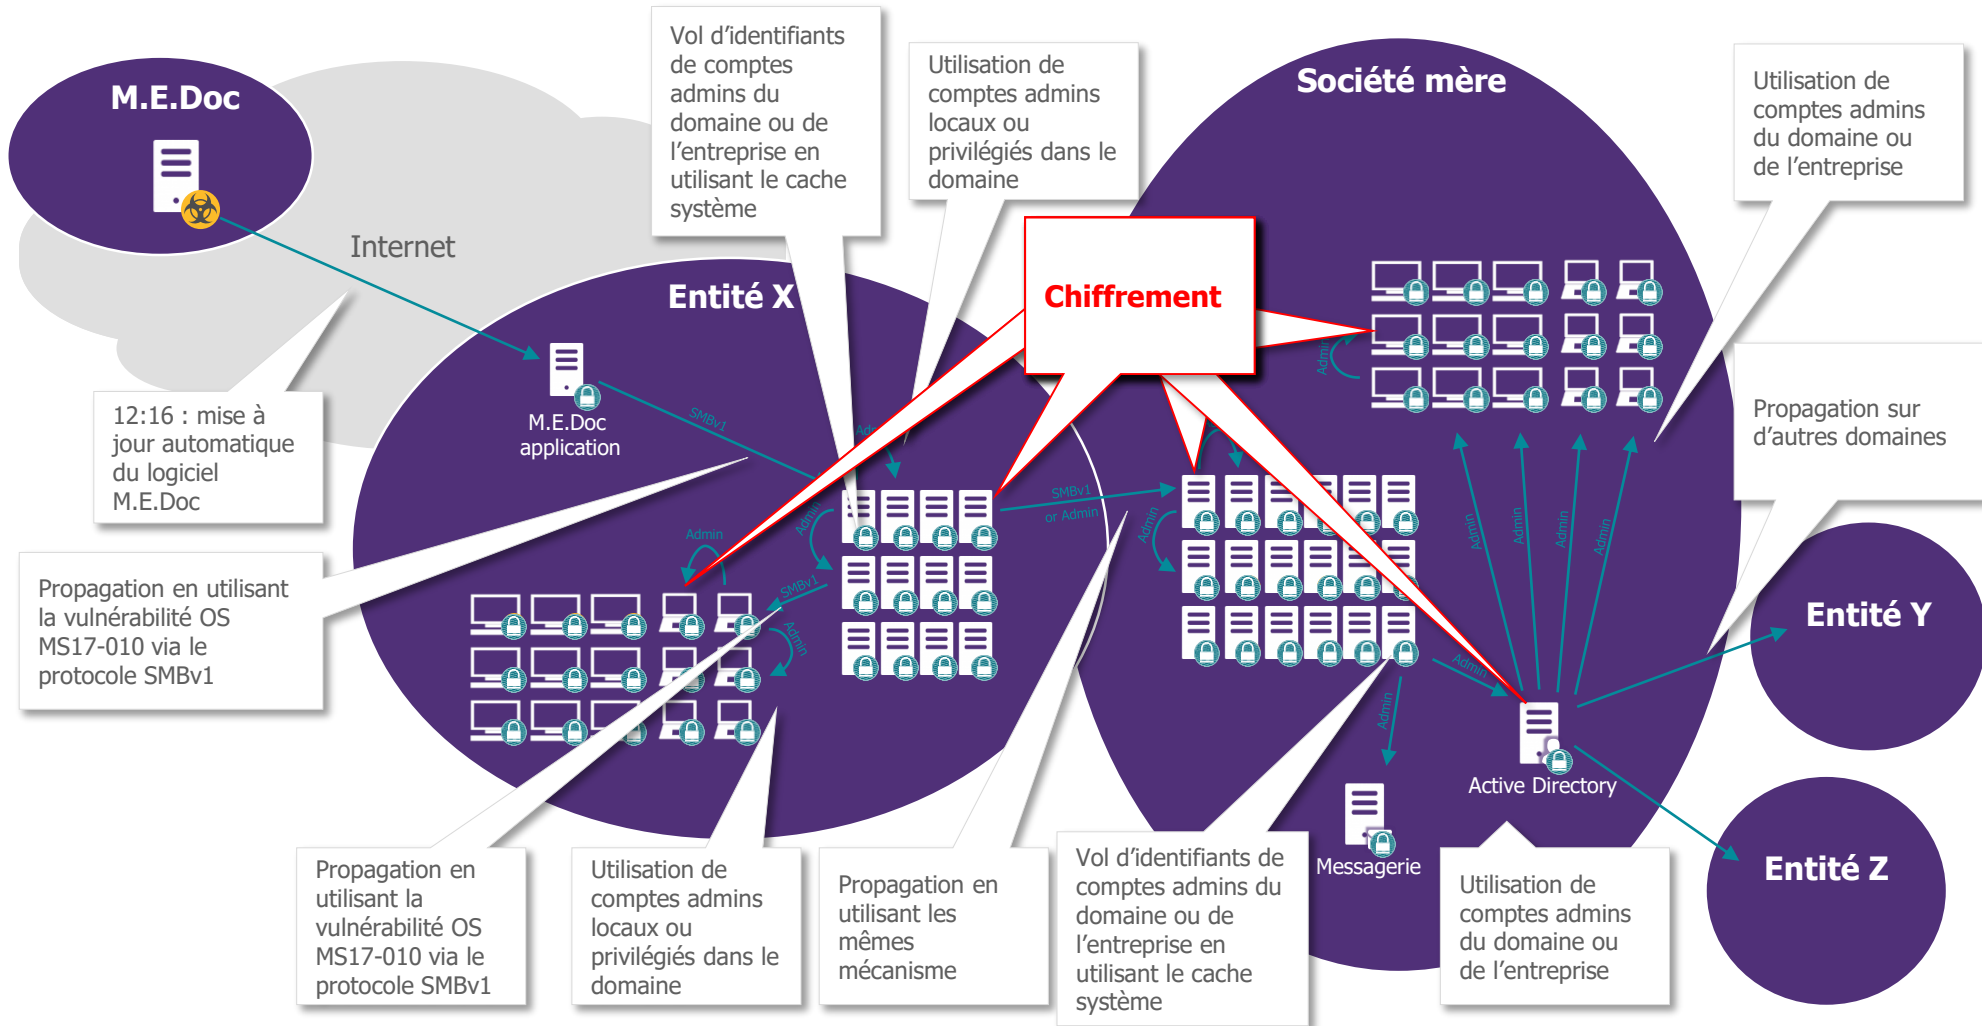 M.E.Doc
Internet
12:16 : mise à
jour automatique
du logiciel
M.E.Doc
Propagation en utilisant
la vulnérabilité OS
MS17-010 via le
protocole SMBv1
Vol d’identifiants
de comptes
admins du
domaine ou de
l’entreprise en
utilisant le cache
système
Utilisation de
comptes admins
locaux ou
privilégiés dans le
domaine
Entité X
M.E.Doc
application
SMBv1
Admin
Admin
SMBv1
Admin
SMBv1
or Admin
Chiffrement
Société mère
Utilisation de
comptes admins
du domaine ou
de l’entreprise
Admin
Admin
Admin
Admin
Admin
Admin
Admin
Admin
Propagation sur
d’autres domaines
Entité Y
Entité Z
Active Directory
Messagerie
Propagation en
utilisant la
vulnérabilité OS
MS17-010 via le
protocole SMBv1
Utilisation de
comptes admins
locaux ou
privilégiés dans le
domaine
Propagation en
utilisant les
mêmes
mécanisme
Vol d’identifiants de
comptes admins du
domaine ou de
l’entreprise en
utilisant le cache
système
Utilisation de
comptes admins
du domaine ou
de l’entreprise